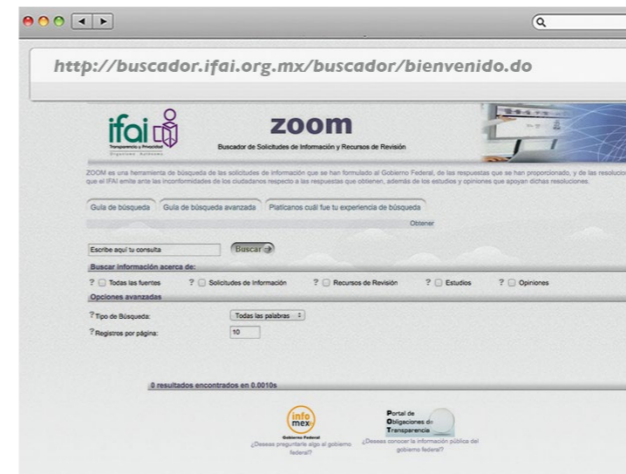 http://buscador.ifai.org.mx/buscador/bienvenido.do
ifai
Transparencia y Privacidad
Organismo Autónomo
ZOOM
Buscador de Solicitudes de Información y Recursos de Revisión
ZOOM es una herramienta de búsqueda de las solicitudes de información que se han formulado al Gobierno Federal, de las respuestas que se han proporcionado, y de las resolucio
que el IFAI emite ante las inconformidades de los ciudadanos respecto a las respuestas que obtienen, además de los estudios y opiniones que apoyan dichas resoluciones.
Guía de búsqueda Guía de búsqueda avanzada Platícanos cuál fue tu experiencia de búsqueda
Obtener
Escribe aquí tu consulta Buscar
Buscar información acerca de:
? Todas las fuentes ? Solicitudes de Información ? Recursos de Revisión ? Estudios ? Opiniones
Opciones avanzadas
? Tipo de Búsqueda: Todas las palabras
? Registros por página: 10
0 resultados encontrados en 0.0010s
info
mex
Gobierno Federal
¿Deseas preguntarle algo al gobierno
federal?
Portal de
Obligaciones de
Transparencia
¿Deseas conocer la información pública del
gobierno federal?